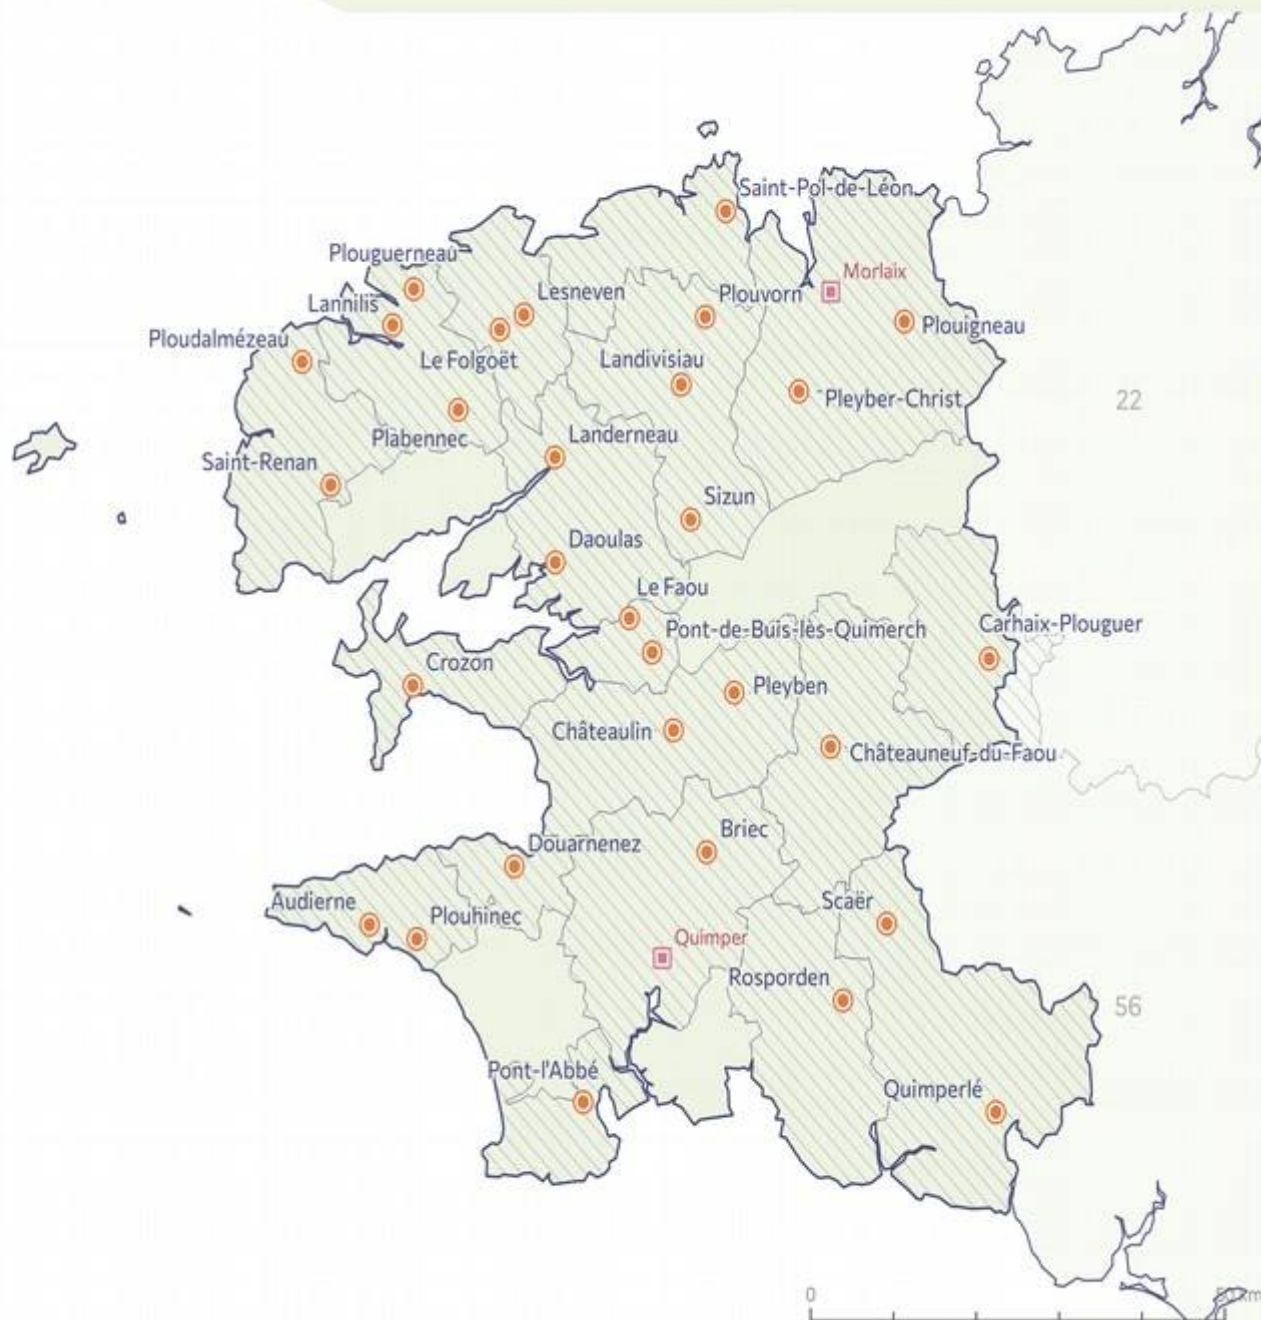 Saint-Pol-de-Léon
Plouguerneau
Morlaix
Lesneven
Plouvorn
Lannilis
Plouigneau
Ploudalmézeau
Le Folgoët
Landivisiau
Pleyber-Christ
22
Plabennec
Landerneau
Saint-Renan
Sizun
Daoulas
Le Faou
Pont-de-Buis-lès-Quimerch
Carhaix-Plouguer
Crozon
Pleyben
Châteaulin
Châteauneuf-du-Faou
Briec
Douarnenez
Audierne
Plouhinec
Scaër
Quimper
Rosporden
56
Pont-l'Abbé
Quimperlé
0
50 km